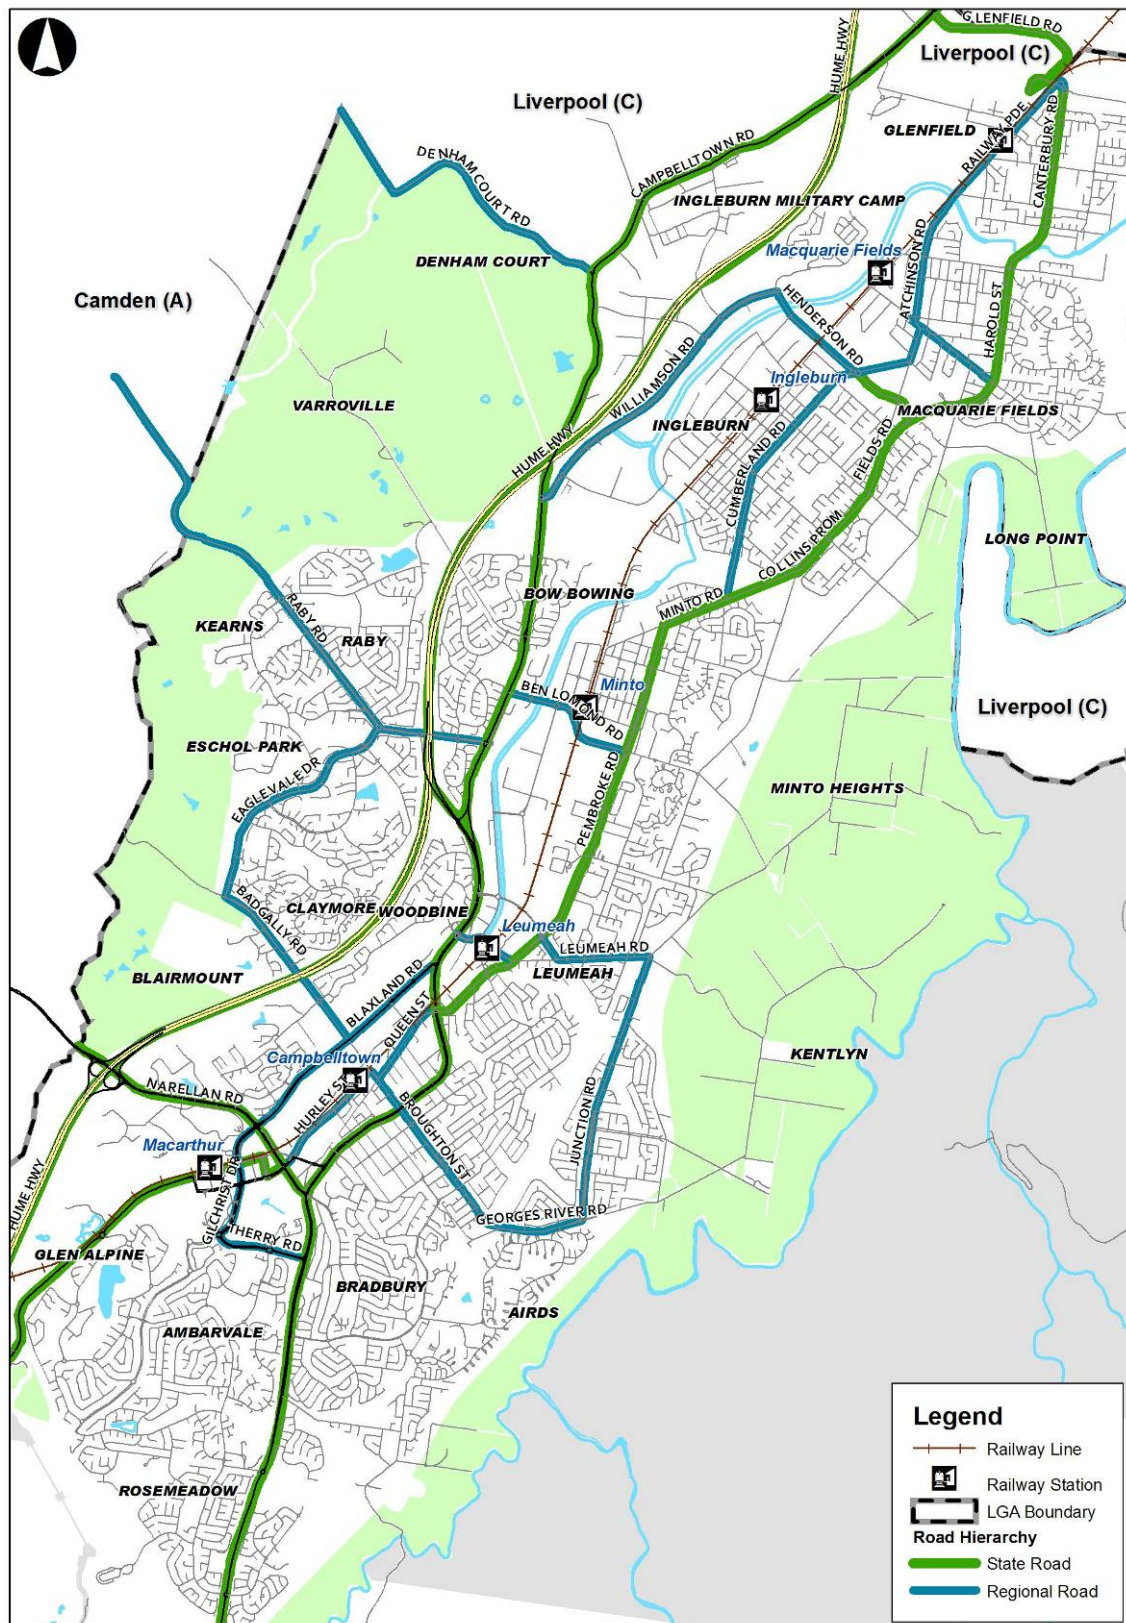 GLENFIELD RD
HUME HWY
Liverpool (C)
Liverpool (C)
GLENFIELD
RAILWAY PDE
CANTERBURY RD
DENHAM COURT RD
CAMPBELLTOWN RD
INGLEBURN MILITARY CAMP
Macquarie Fields
DENHAM COURT
ATCHINSON RD
Camden (A)
HENDERSON RD
HAROLD ST
WILLIAMSON RD
Ingleburn
VARROVILLE
MACQUARIE FIELDS
INGLEBURN
HUME HWY
CUMBERLAND RD
FIELDS RD
LONG POINT
COLLINS PROM
BOW BOWING
MINTO RD
RABY RD
KEARNS
RABY
Minto
BEN LOMOND RD
Liverpool (C)
ESCHOL PARK
EAGLEVALE DR
PEMBROKE RD
MINTO HEIGHTS
CLAYMORE
WOODBINE
BADGALLY RD
Leumeah
LEUMEAH RD
LEUMEAH
BLAIRMOUNT
BLAXLAND RD
QUEEN ST
Campbelltown
KENTLYN
NARELLAN RD
HURLEY ST
BROUGHTON ST
JUNCTION RD
Macarthur
HUME HWY
GILCHRIST DR
GEORGES RIVER RD
THERRY RD
GLEN ALPINE
BRADBURY
AIRDS
AMBARVALE
ROSEMEADOW
Legend
Railway Line
Railway Station
LGA Boundary
Road Hierarchy
State Road
Regional Road